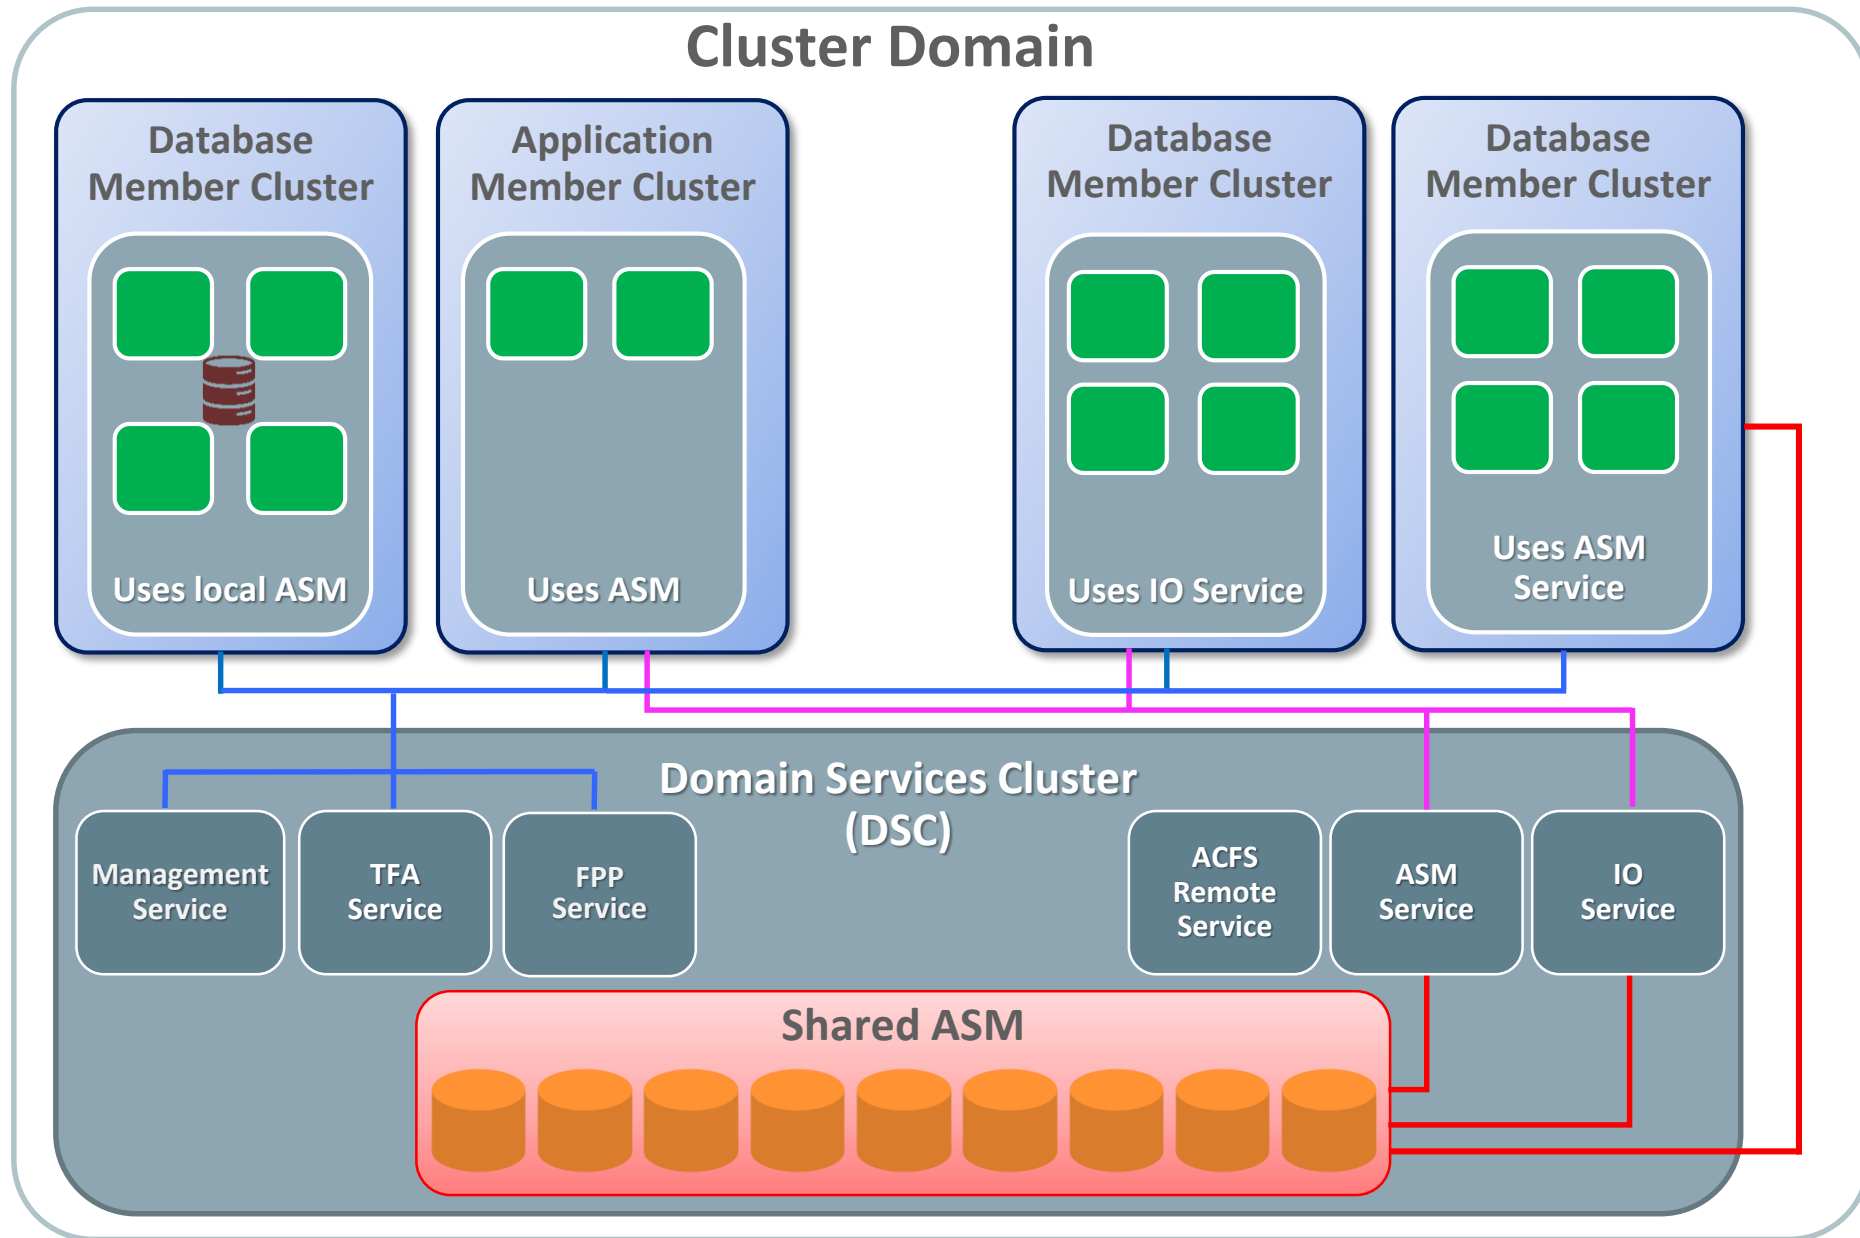 Cluster Domain
Database
Member Cluster
Uses local ASM
Application
Member Cluster
Uses ASM
Database
Member Cluster
Uses IO Service
Database
Member Cluster
Uses ASM
Service
Domain Services Cluster
(DSC)
Management
Service
TFA
Service
FPP
Service
ACFS
Remote
Service
ASM
Service
IO
Service
Shared ASM